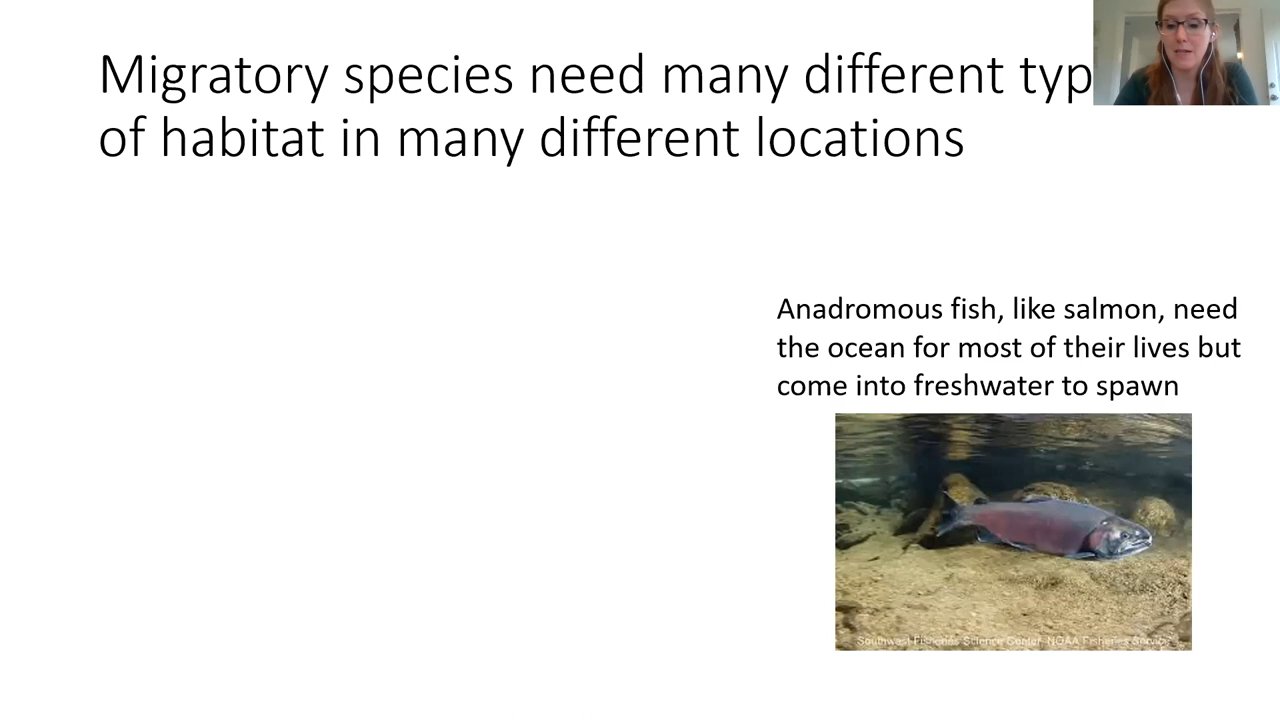 Migratory species need many different typ
of habitat in many different locations
Anadromous fish, like salmon, need
the ocean for most of their lives but
come into freshwater to spawn
Southwest Fisheries Science Center, NOAA Fisheries Service